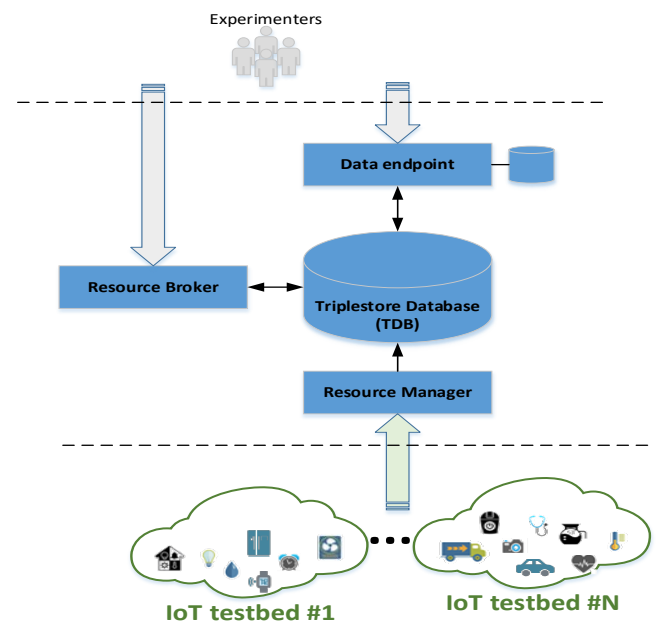 Experimenters
Data endpoint
Resource Broker
Triplestore Database
(TDB)
Resource Manager
IoT testbed #1
IoT testbed #N